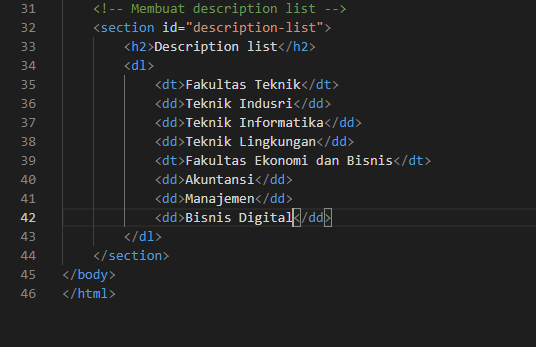 31 <!-- Membuat description list -->
32 <section id="description-list">
33 <h2>Description list</h2>
34 <dl>
35 <dt>Fakultas Teknik</dt>
36 <dd>Teknik Indusri</dd>
37 <dd>Teknik Informatika</dd>
38 <dd>Teknik Lingkungan</dd>
39 <dt>Fakultas Ekonomi dan Bisnis</dt>
40 <dd>Akuntansi</dd>
41 <dd>Manajemen</dd>
42 <dd>Bisnis Digital</dd>
43 </dl>
44 </section>
45 </body>
46 </html>